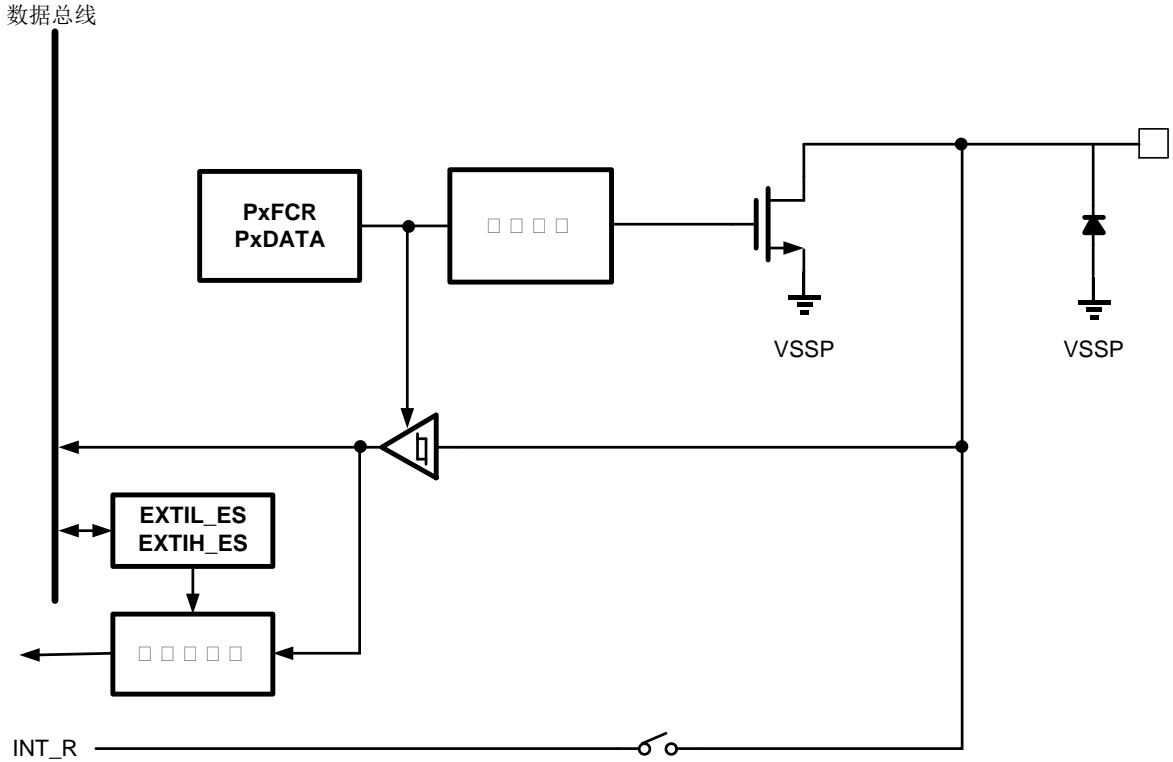 数据总线
PxFCR
PxDATA
VSSP
VSSP
EXTIL_ES
EXTIH_ES
INT_R